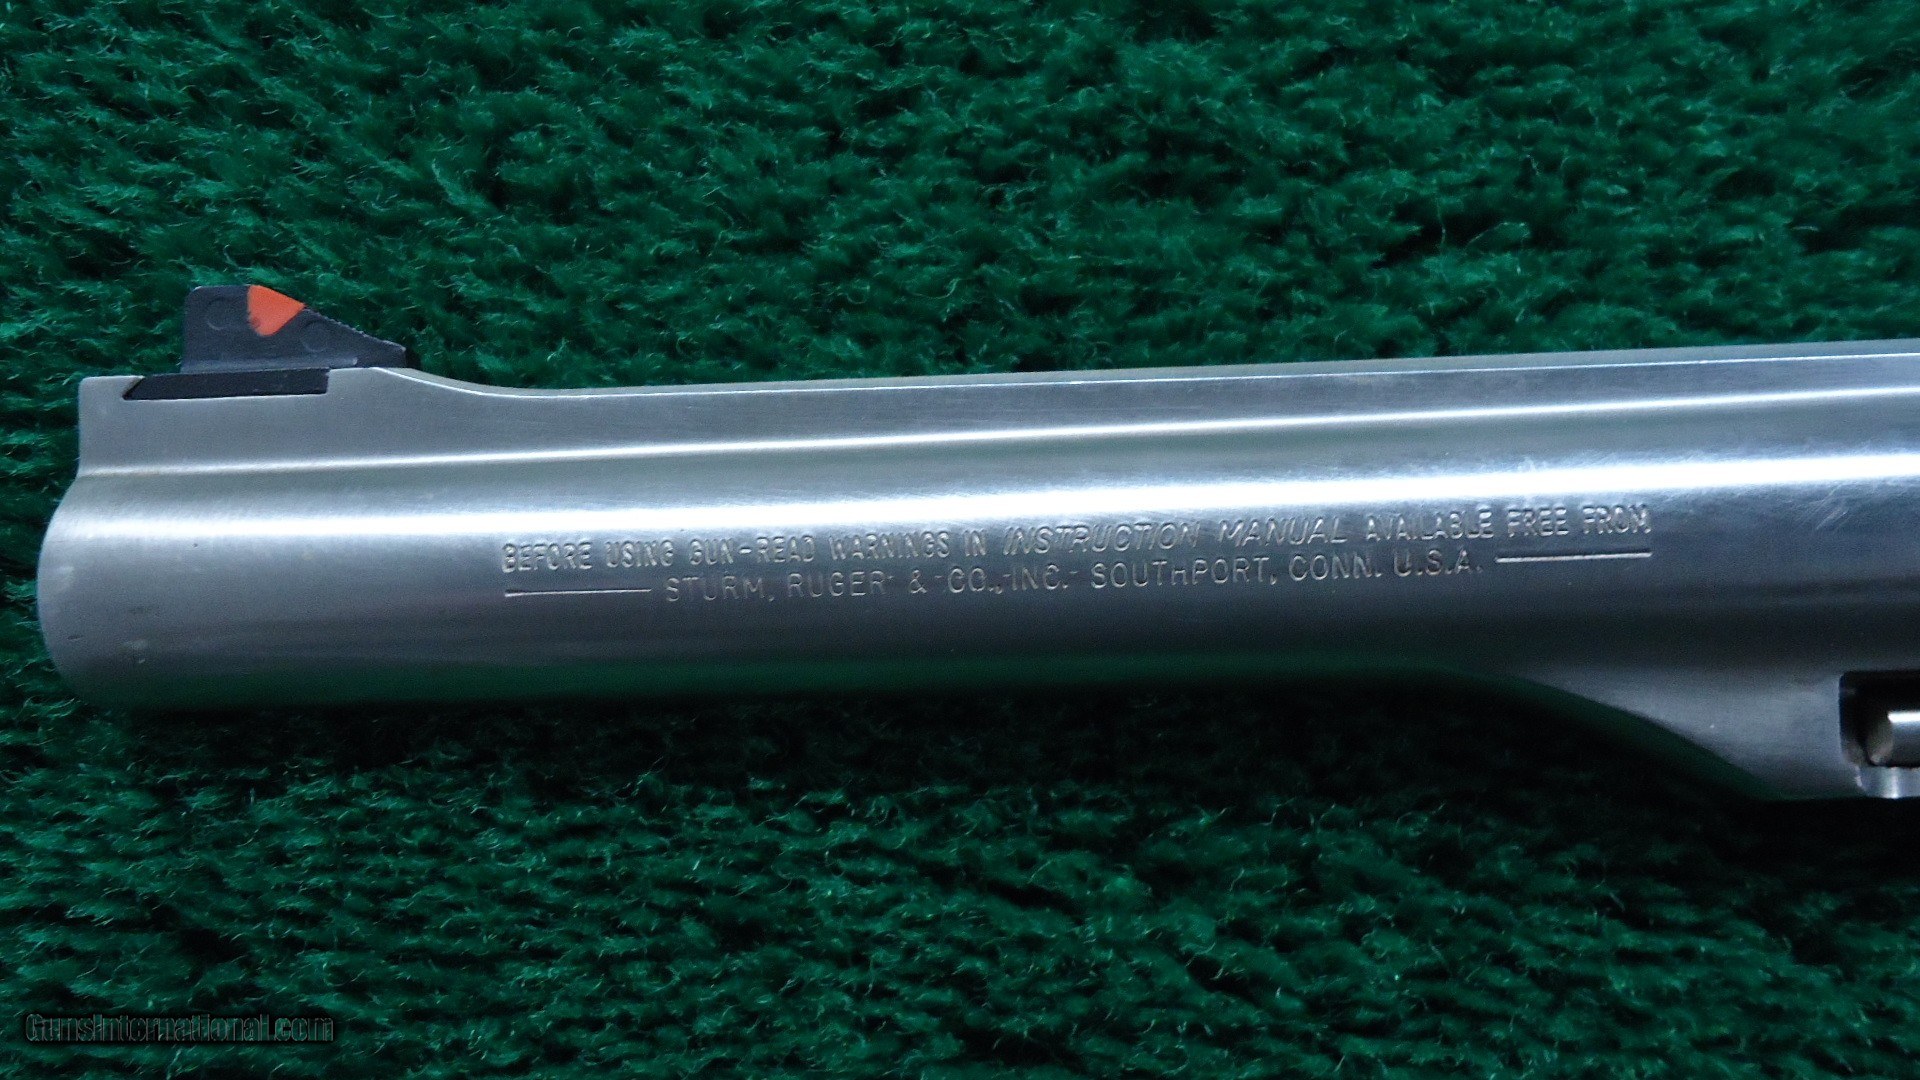 BEFORE USING GUN-READ WARNINGS IN INSTRUCTION MANUAL AVAILABLE FREE FROM
STURM, RUGER & CO., INC. SOUTHPORT, CONN. U.S.A.
GunsInternational.com